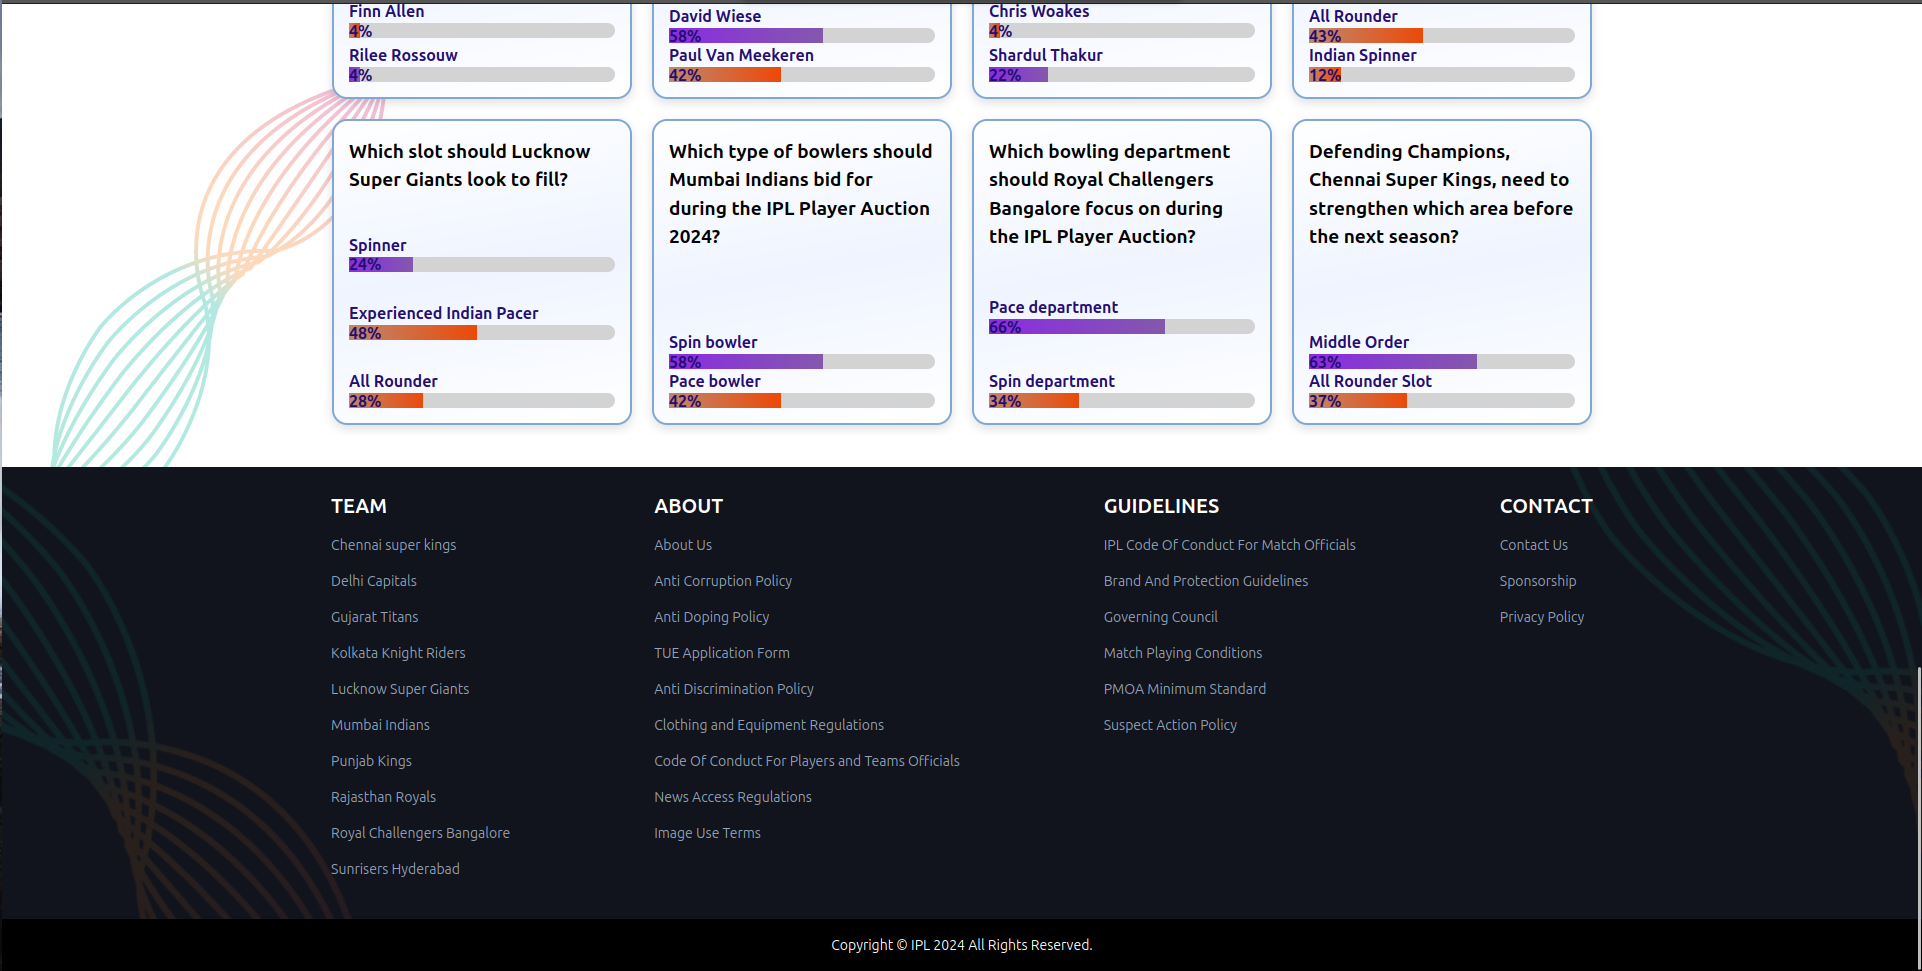 Finn Allen
4%
Rilee Rossouw
4%
David Wiese
58%
Paul Van Meekeren
42%
Chris Woakes
4%
Shardul Thakur
22%
All Rounder
43%
Indian Spinner
12%
Which slot should Lucknow
Super Giants look to fill?
Spinner
24%
Experienced Indian Pacer
48%
All Rounder
28%
Which type of bowlers should
Mumbai Indians bid for
during the IPL Player Auction
2024?
Spin bowler
58%
Pace bowler
42%
Which bowling department
should Royal Challengers
Bangalore focus on during
the IPL Player Auction?
Pace department
66%
Spin department
34%
Defending Champions,
Chennai Super Kings, need to
strengthen which area before
the next season?
Middle Order
63%
All Rounder Slot
37%
TEAM
Chennai super kings
Delhi Capitals
Gujarat Titans
Kolkata Knight Riders
Lucknow Super Giants
Mumbai Indians
Punjab Kings
Rajasthan Royals
Royal Challengers Bangalore
Sunrisers Hyderabad
ABOUT
About Us
Anti Corruption Policy
Anti Doping Policy
TUE Application Form
Anti Discrimination Policy
Clothing and Equipment Regulations
Code Of Conduct For Players and Teams Officials
News Access Regulations
Image Use Terms
GUIDELINES
IPL Code Of Conduct For Match Officials
Brand And Protection Guidelines
Governing Council
Match Playing Conditions
PMOA Minimum Standard
Suspect Action Policy
CONTACT
Contact Us
Sponsorship
Privacy Policy
Copyright © IPL 2024 All Rights Reserved.